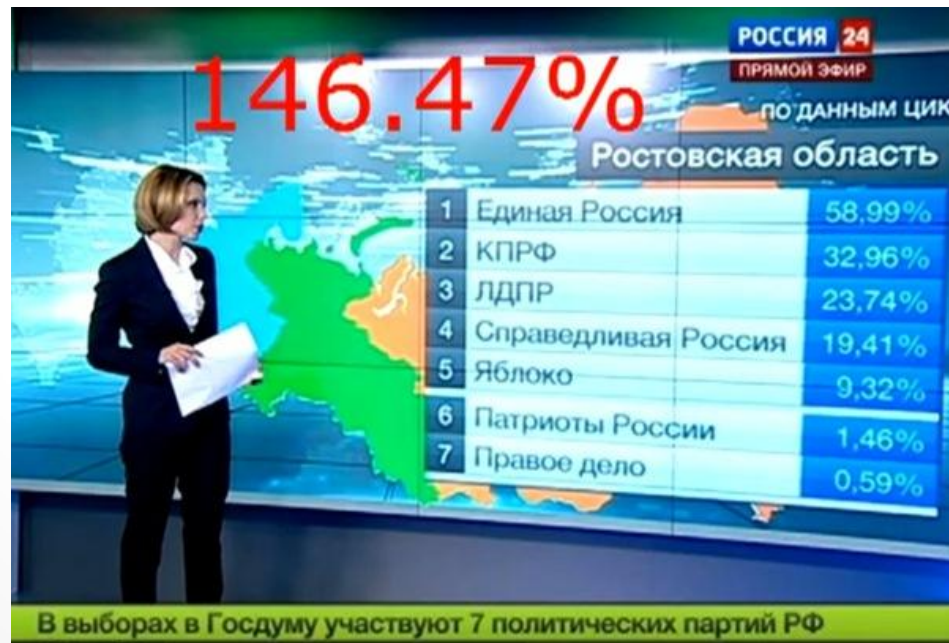 РОССИЯ 24
ПРЯМОЙ ЭФИР
146.47%
ПО ДАННЫМ ЦИК
Ростовская область
1 Единая Россия 58,99%
2 КПРФ 32,96%
3 ЛДПР 23,74%
4 Справедливая Россия 19,41%
5 Яблоко 9,32%
6 Патриоты России 1,46%
7 Правое дело 0,59%
В выборах в Госдуму участвуют 7 политических партий РФ